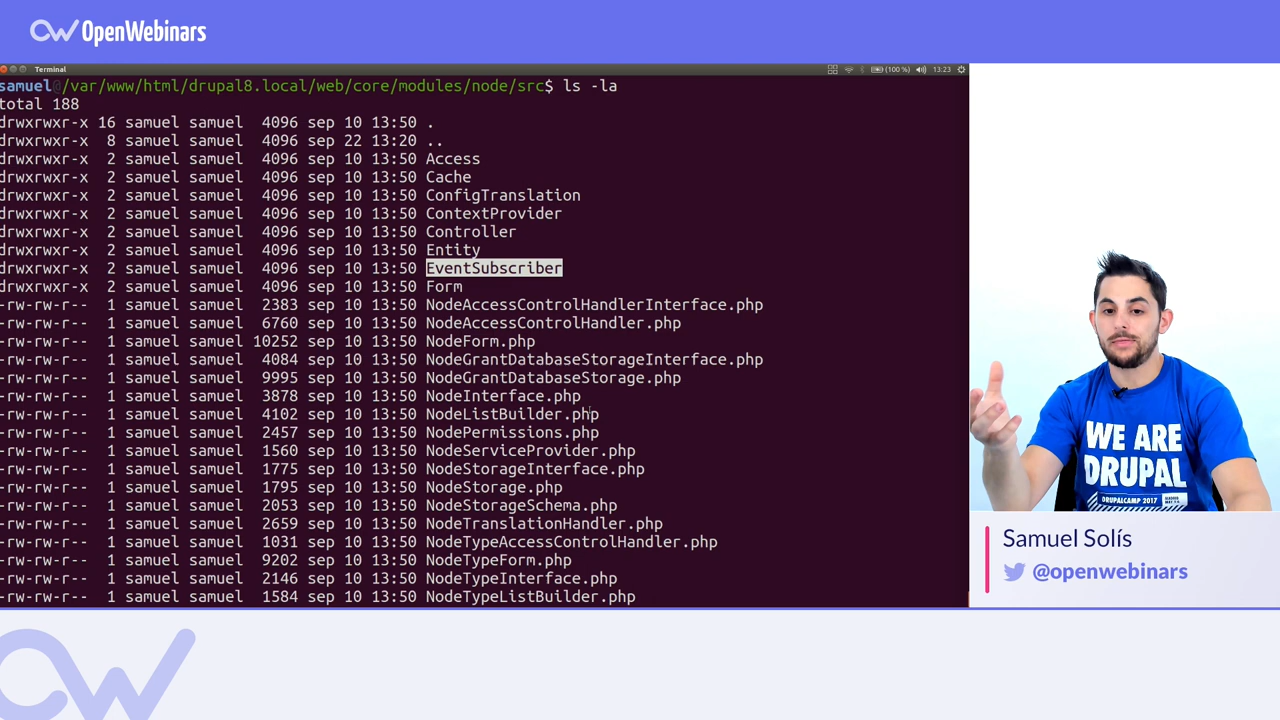 OpenWebinars
Terminal
(100 %)
13:23
samuel@/var/www/html/drupal8.local/web/core/modules/node/src$ ls -la
total 188
drwxrwxr-x 16 samuel samuel 4096 sep 10 13:50 .
drwxrwxr-x 8 samuel samuel 4096 sep 22 13:20 ..
drwxrwxr-x 2 samuel samuel 4096 sep 10 13:50 Access
drwxrwxr-x 2 samuel samuel 4096 sep 10 13:50 Cache
drwxrwxr-x 2 samuel samuel 4096 sep 10 13:50 ConfigTranslation
drwxrwxr-x 2 samuel samuel 4096 sep 10 13:50 ContextProvider
drwxrwxr-x 2 samuel samuel 4096 sep 10 13:50 Controller
drwxrwxr-x 2 samuel samuel 4096 sep 10 13:50 Entity
drwxrwxr-x 2 samuel samuel 4096 sep 10 13:50 EventSubscriber
drwxrwxr-x 2 samuel samuel 4096 sep 10 13:50 Form
-rw-rw-r-- 1 samuel samuel 2383 sep 10 13:50 NodeAccessControlHandlerInterface.php
-rw-rw-r-- 1 samuel samuel 6760 sep 10 13:50 NodeAccessControlHandler.php
-rw-rw-r-- 1 samuel samuel 10252 sep 10 13:50 NodeForm.php
-rw-rw-r-- 1 samuel samuel 4084 sep 10 13:50 NodeGrantDatabaseStorageInterface.php
-rw-rw-r-- 1 samuel samuel 9995 sep 10 13:50 NodeGrantDatabaseStorage.php
-rw-rw-r-- 1 samuel samuel 3878 sep 10 13:50 NodeInterface.php
-rw-rw-r-- 1 samuel samuel 4102 sep 10 13:50 NodeListBuilder.php
-rw-rw-r-- 1 samuel samuel 2457 sep 10 13:50 NodePermissions.php
-rw-rw-r-- 1 samuel samuel 1560 sep 10 13:50 NodeServiceProvider.php
-rw-rw-r-- 1 samuel samuel 1775 sep 10 13:50 NodeStorageInterface.php
-rw-rw-r-- 1 samuel samuel 1795 sep 10 13:50 NodeStorage.php
-rw-rw-r-- 1 samuel samuel 2053 sep 10 13:50 NodeStorageSchema.php
-rw-rw-r-- 1 samuel samuel 2659 sep 10 13:50 NodeTranslationHandler.php
-rw-rw-r-- 1 samuel samuel 1031 sep 10 13:50 NodeTypeAccessControlHandler.php
-rw-rw-r-- 1 samuel samuel 9202 sep 10 13:50 NodeTypeForm.php
-rw-rw-r-- 1 samuel samuel 2146 sep 10 13:50 NodeTypeInterface.php
-rw-rw-r-- 1 samuel samuel 1584 sep 10 13:50 NodeTypeListBuilder.php
WE ARE
DRUPAL
DRUPALCAMP 2017
Samuel Solís
@openwebinars